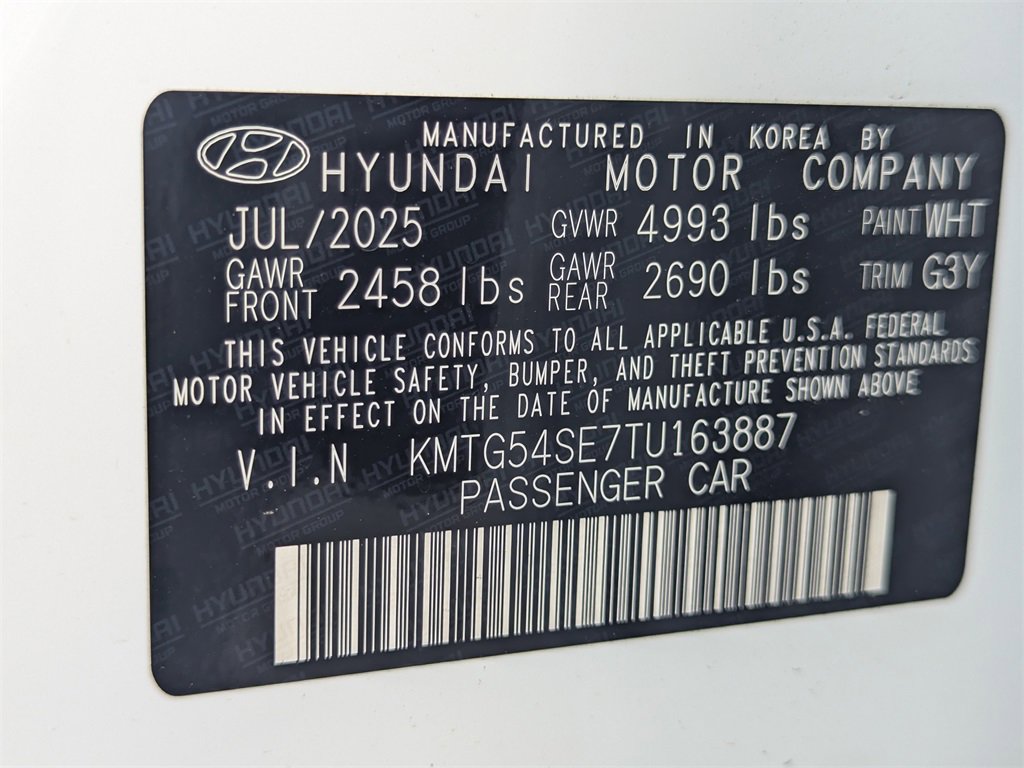 MANUFACTURED IN KOREA BY
HYUNDAI MOTOR COMPANY
JUL/2025 GVWR 4993 lbs PAINT WHT
GAWR FRONT 2458 lbs GAWR REAR 2690 lbs TRIM G3Y
THIS VEHICLE CONFORMS TO ALL APPLICABLE U.S.A. FEDERAL
MOTOR VEHICLE SAFETY, BUMPER, AND THEFT PREVENTION STANDARDS
IN EFFECT ON THE DATE OF MANUFACTURE SHOWN ABOVE
V.I.N KMTG54SE7TU163887
PASSENGER CAR